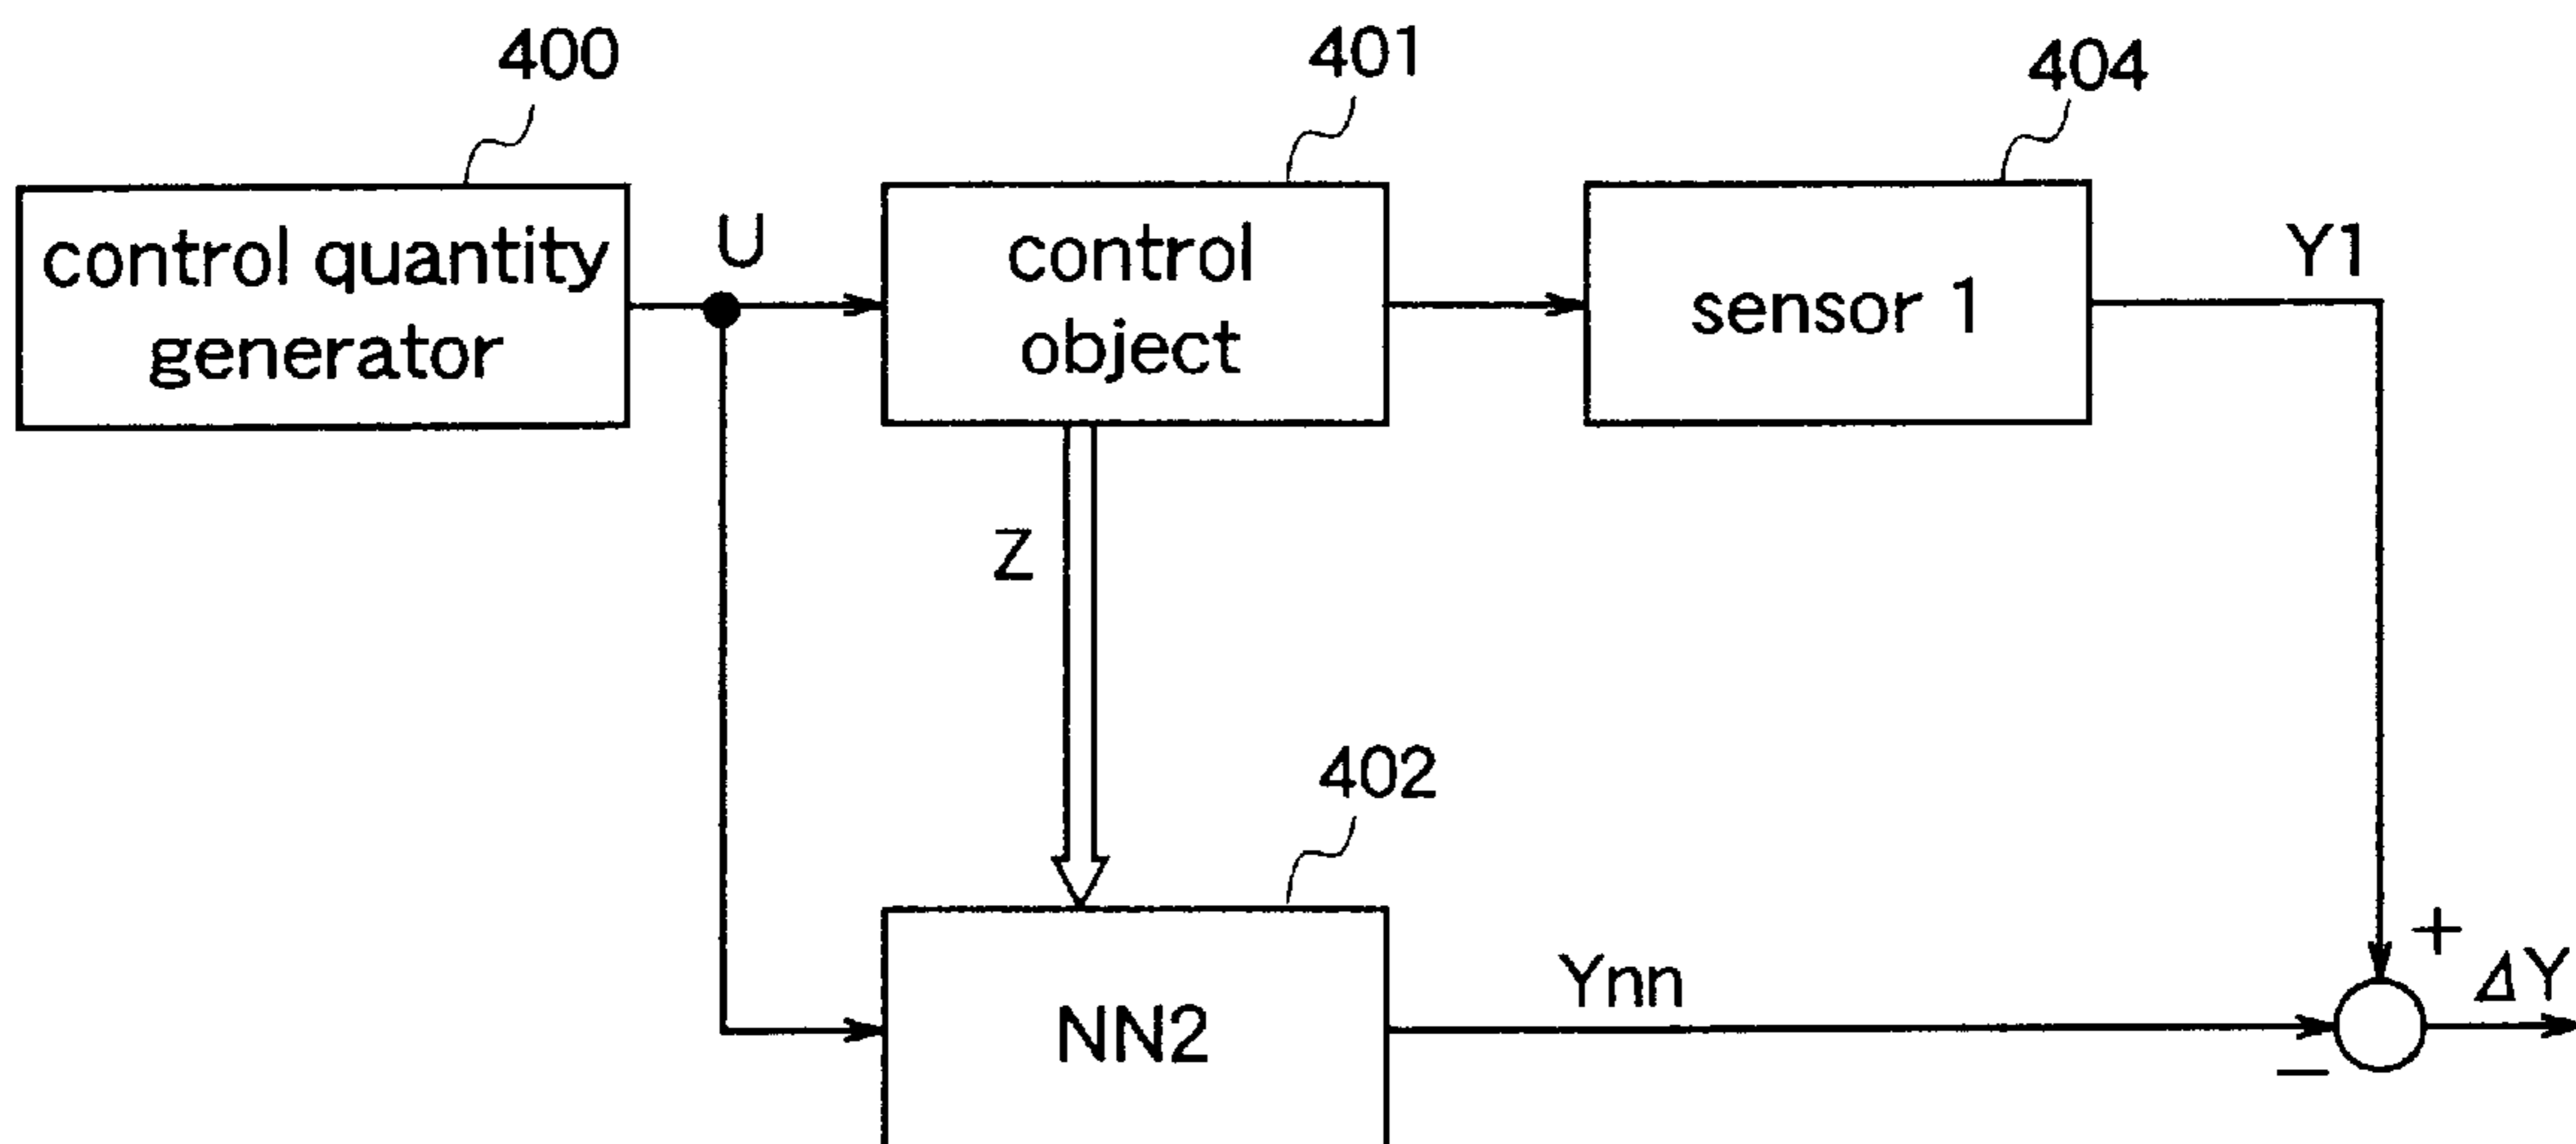 400
401
404
control quantity
generator
U
control
object
sensor 1
Y1
Z
402
NN2
Ynn
+
−
ΔY